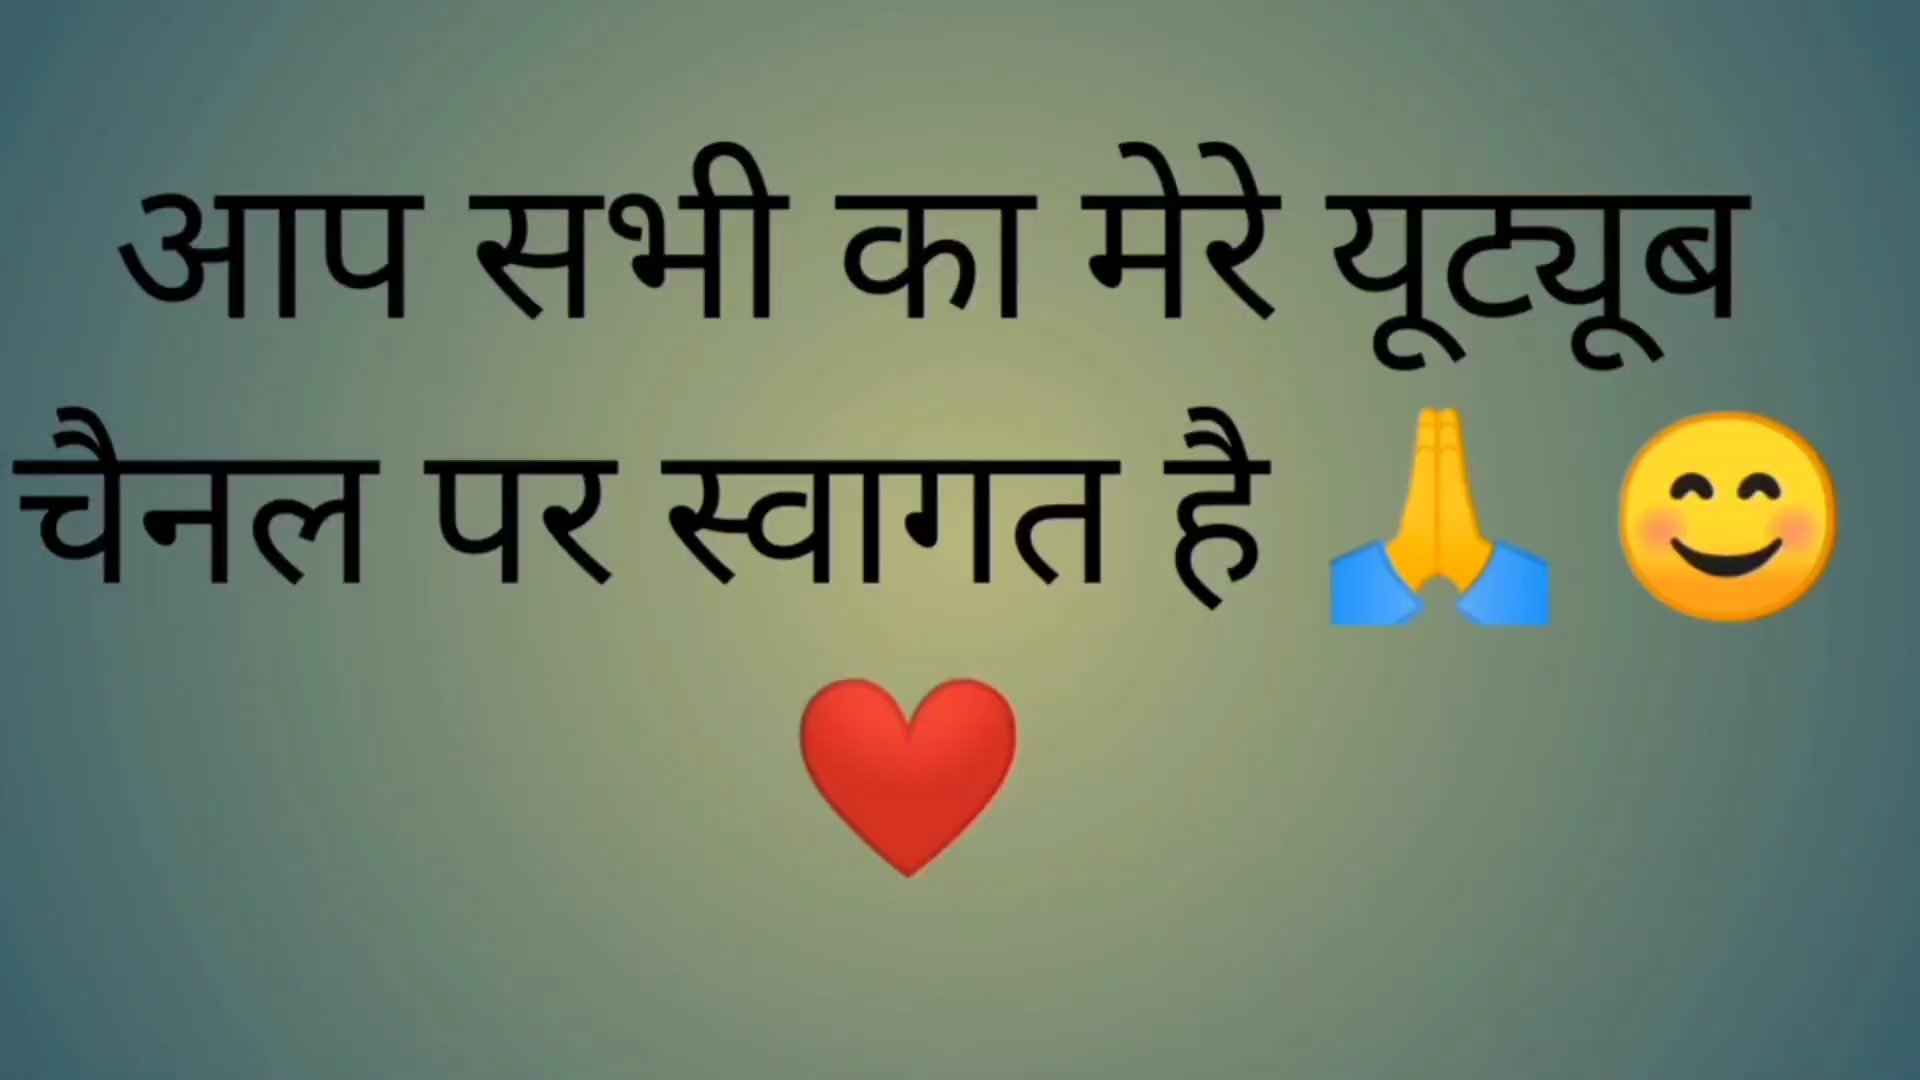 आप सभी का मेरे यूट्यूब
चैनल पर स्वागत है 🙏 😊
❤️